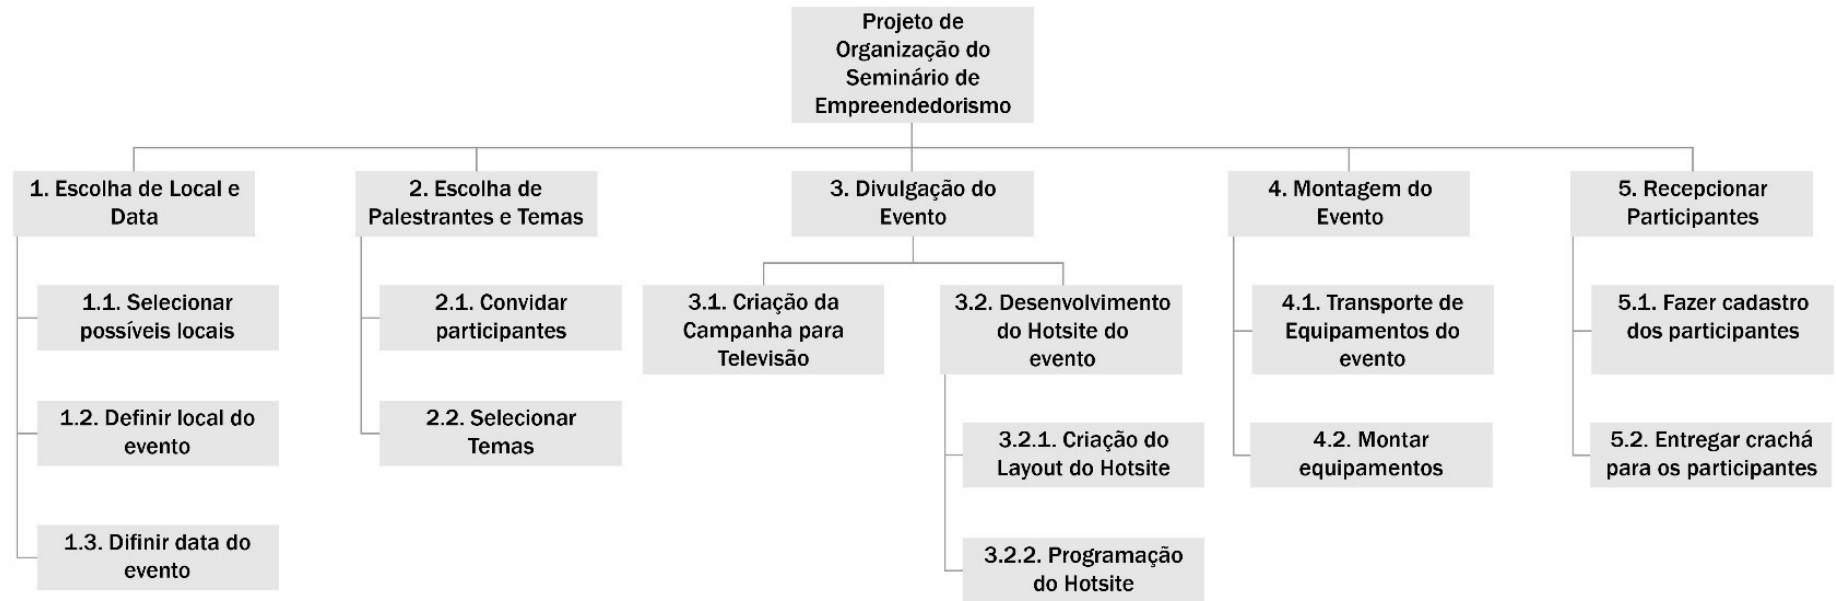 Projeto de
Organização do
Seminário de
Empreendedorismo
1. Escolha de Local e
Data
1.1. Selecionar
possíveis locais
1.2. Definir local do
evento
1.3. Difinir data do
evento
2. Escolha de
Palestrantes e Temas
2.1. Convidar
participantes
2.2. Selecionar
Temas
3. Divulgação do
Evento
3.1. Criação da
Campanha para
Televisão
3.2. Desenvolvimento
do Hotsite do
evento
3.2.1. Criação do
Layout do Hotsite
3.2.2. Programação
do Hotsite
4. Montagem do
Evento
4.1. Transporte de
Equipamentos do
evento
4.2. Montar
equipamentos
5. Recepcionar
Participantes
5.1. Fazer cadastro
dos participantes
5.2. Entregar crachá
para os participantes